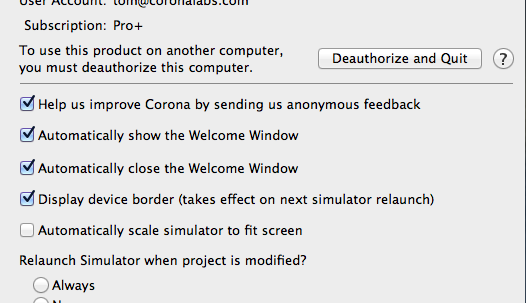 User Account: tom@coronalabs.com
Subscription: Pro+
To use this product on another computer,
you must deauthorize this computer.
Deauthorize and Quit
?
Help us improve Corona by sending us anonymous feedback
Automatically show the Welcome Window
Automatically close the Welcome Window
Display device border (takes effect on next simulator relaunch)
Automatically scale simulator to fit screen
Relaunch Simulator when project is modified?
Always